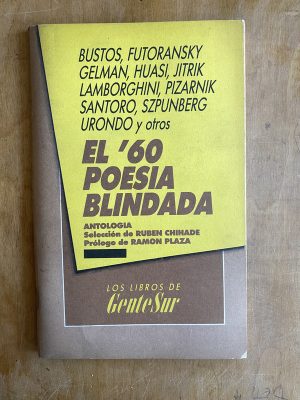 BUSTOS, FUTORANSKY
GELMAN, HUASI, JITRIK
LAMBORGHINI, PIZARNIK
SANTORO, SZPUNBERG
URONDO y otros
EL '60
POESIA
BLINDADA
ANTOLOGIA
Selección de RUBEN CHIHADE
Prólogo de RAMON PLAZA
LOS LIBROS DE
GenteSur